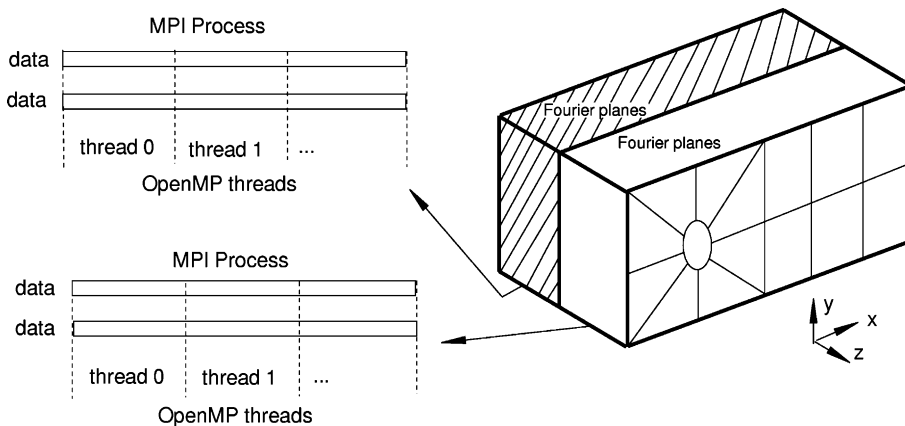 MPI Process
data
data
thread 0 thread 1 ...
OpenMP threads
MPI Process
data
data
thread 0 thread 1 ...
OpenMP threads
Fourier planes
Fourier planes
y
x
z